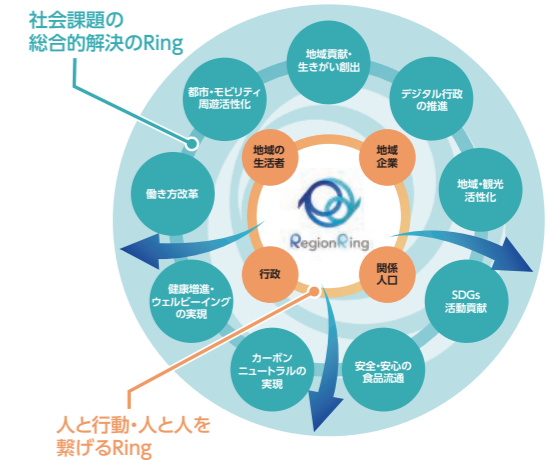 社会課題の
総合的解決のRing
地域貢献・
生きがい創出
都市・モビリティ
周遊活性化
デジタル行政
の推進
地域の
生活者
地域
企業
働き方改革
地域・観光
活性化
RegionRing
行政
関係
人口
健康増進・
ウェルビーイング
の実現
SDGs
活動貢献
カーボン
ニュートラルの
実現
安全・安心の
食品流通
人と行動・人と人を
繋げるRing